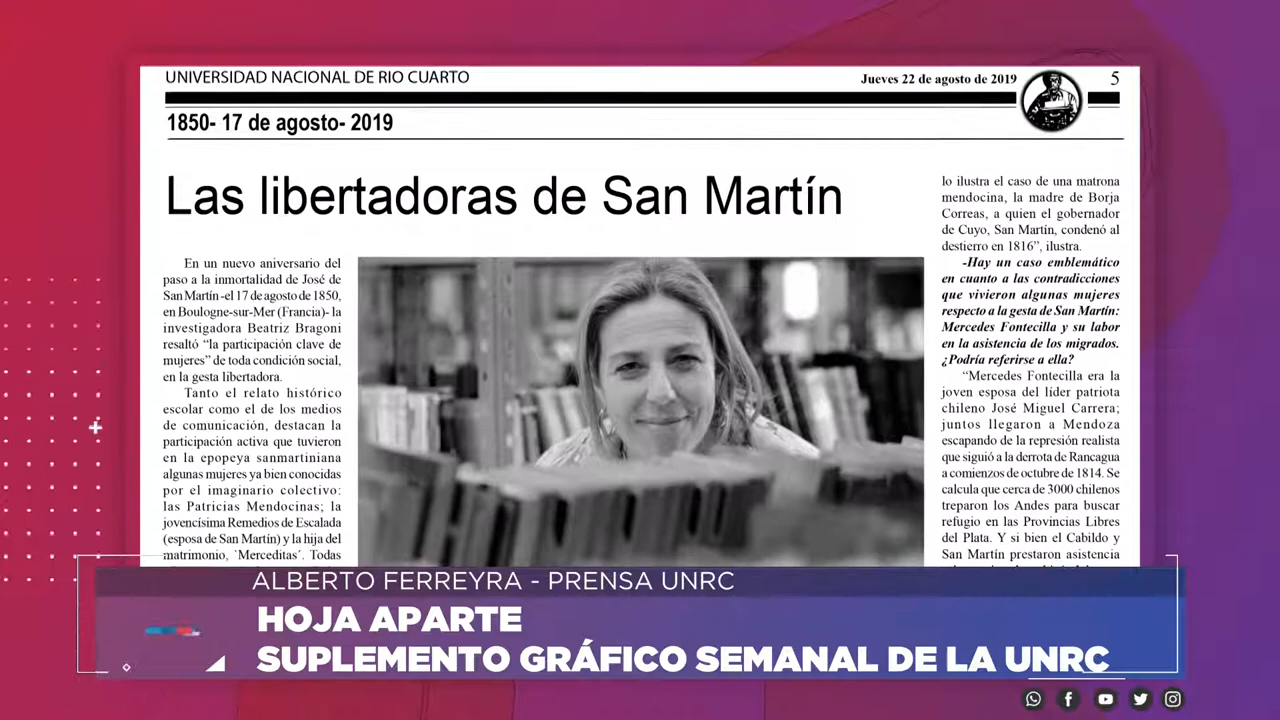 UNIVERSIDAD NACIONAL DE RIO CUARTO
Jueves 22 de agosto de 2019
5
1850- 17 de agosto- 2019
Las libertadoras de San Martín
En un nuevo aniversario del
paso a la inmortalidad de José de
San Martín -el 17 de agosto de 1850,
en Boulogne-sur-Mer (Francia)- la
investigadora Beatriz Bragoni
resaltó “la participación clave de
mujeres” de toda condición social,
en la gesta libertadora.
Tanto el relato histórico
escolar como el de los medios
de comunicación, destacan la
participación activa que tuvieron
en la epopeya sanmartiniana
algunas mujeres ya bien conocidas
por el imaginario colectivo:
las Patricias Mendocinas; la
jovencísima Remedios de Escalada
(esposa de San Martín) y la hija del
matrimonio, `Merceditas´. Todas
lo ilustra el caso de una matrona
mendocina, la madre de Borja
Correas, a quien el gobernador
de Cuyo, San Martín, condenó al
destierro en 1816”, ilustra.
-Hay un caso emblemático
en cuanto a las contradicciones
que vivieron algunas mujeres
respecto a la gesta de San Martín:
Mercedes Fontecilla y su labor
en la asistencia de los migrados.
¿Podría referirse a ella?
“Mercedes Fontecilla era la
joven esposa del líder patriota
chileno José Miguel Carrera;
juntos llegaron a Mendoza
escapando de la represión realista
que siguió a la derrota de Rancagua
a comienzos de octubre de 1814. Se
calcula que cerca de 3000 chilenos
treparon los Andes para buscar
refugio en las Provincias Libres
del Plata. Y si bien el Cabildo y
San Martín prestaron asistencia
ALBERTO FERREYRA - PRENSA UNRC
HOJA APARTE
SUPLEMENTO GRÁFICO SEMANAL DE LA UNRC